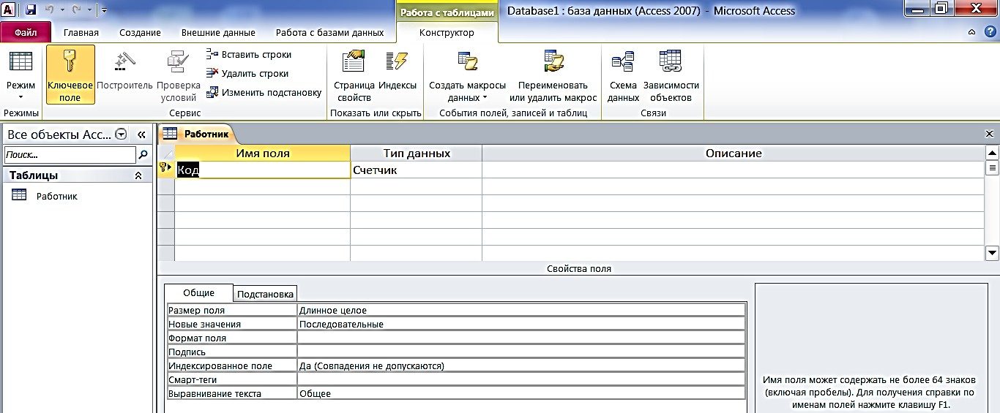 Работа с таблицами
Database1 : база данных (Access 2007) - Microsoft Access
Файл Главная Создание Внешние данные Работа с базами данных Конструктор
Режим
Режимы
Ключевое поле
Построитель
Проверка условий
Вставить строки
Удалить строки
Изменить подстановку
Сервис
Страница свойств
Индексы
Показать или скрыть
Создать макросы данных
Переименовать или удалить макрос
События полей, записей и таблиц
Схема данных
Зависимости объектов
Связи
Все объекты Acc...
Поиск...
Таблицы
Работник
Работник
Имя поля Тип данных Описание
Код Счетчик
Свойства поля
Общие Подстановка
Размер поля Длинное целое
Новые значения Последовательные
Формат поля
Подпись
Индексированное поле Да (Совпадения не допускаются)
Смарт-теги
Выравнивание текста Общее
Имя поля может содержать не более 64 знаков
(включая пробелы). Для получения справки по
именам полей нажмите клавишу F1.